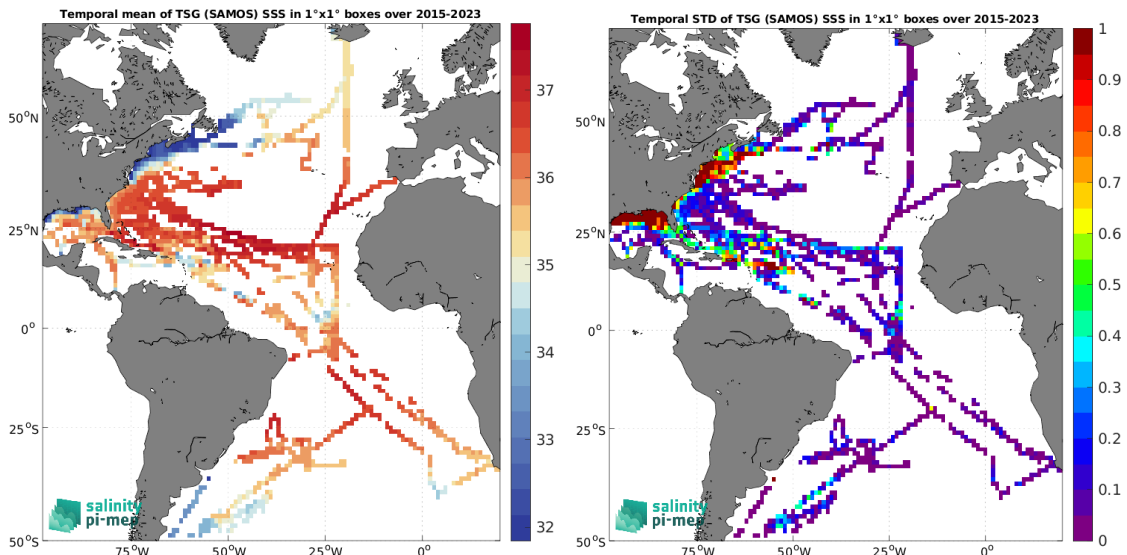 Temporal mean of TSG (SAMOS) SSS in 1°x1° boxes over 2015-2023
50°N
25°N
0°
25°S
50°S
75°W
50°W
25°W
0°
37
36
35
34
33
32
salinity
pi-mep
Temporal STD of TSG (SAMOS) SSS in 1°x1° boxes over 2015-2023
50°N
25°N
0°
25°S
50°S
75°W
50°W
25°W
0°
1
0.9
0.8
0.7
0.6
0.5
0.4
0.3
0.2
0.1
0
salinity
pi-mep